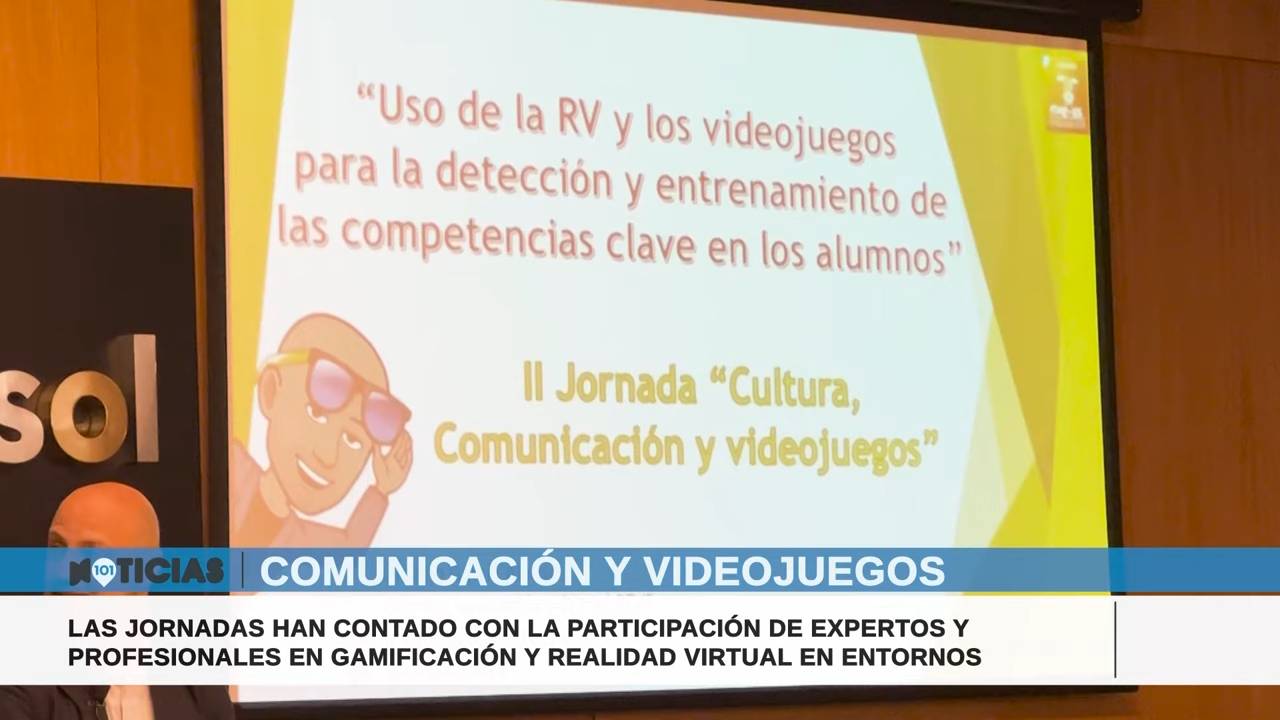 “Uso de la RV y los videojuegos
para la detección y entrenamiento de
las competencias clave en los alumnos”
II Jornada “Cultura,
Comunicación y videojuegos”
sol
NOTICIAS 101
COMUNICACIÓN Y VIDEOJUEGOS
LAS JORNADAS HAN CONTADO CON LA PARTICIPACIÓN DE EXPERTOS Y
PROFESIONALES EN GAMIFICACIÓN Y REALIDAD VIRTUAL EN ENTORNOS